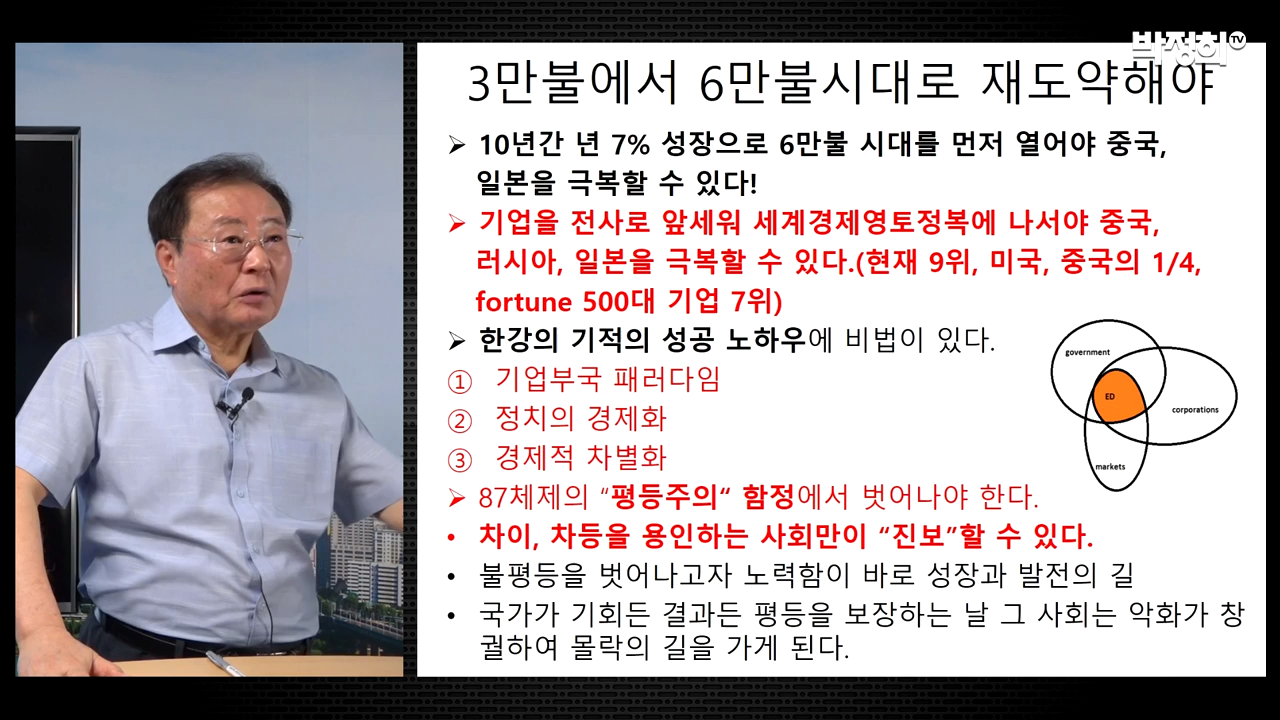 박정희TV
3만불에서 6만불시대로 재도약해야
➢ 10년간 년 7% 성장으로 6만불 시대를 먼저 열어야 중국,
일본을 극복할 수 있다!
➢ 기업을 전사로 앞세워 세계경제영토정복에 나서야 중국,
러시아, 일본을 극복할 수 있다.(현재 9위, 미국, 중국의 1/4,
fortune 500대 기업 7위)
➢ 한강의 기적의 성공 노하우에 비법이 있다.
① 기업부국 패러다임
② 정치의 경제화
③ 경제적 차별화
government
ED
corporations
markets
➢ 87체제의 “평등주의“ 함정에서 벗어나야 한다.
• 차이, 차등을 용인하는 사회만이 “진보”할 수 있다.
• 불평등을 벗어나고자 노력함이 바로 성장과 발전의 길
• 국가가 기회든 결과든 평등을 보장하는 날 그 사회는 악화가 창
궐하여 몰락의 길을 가게 된다.